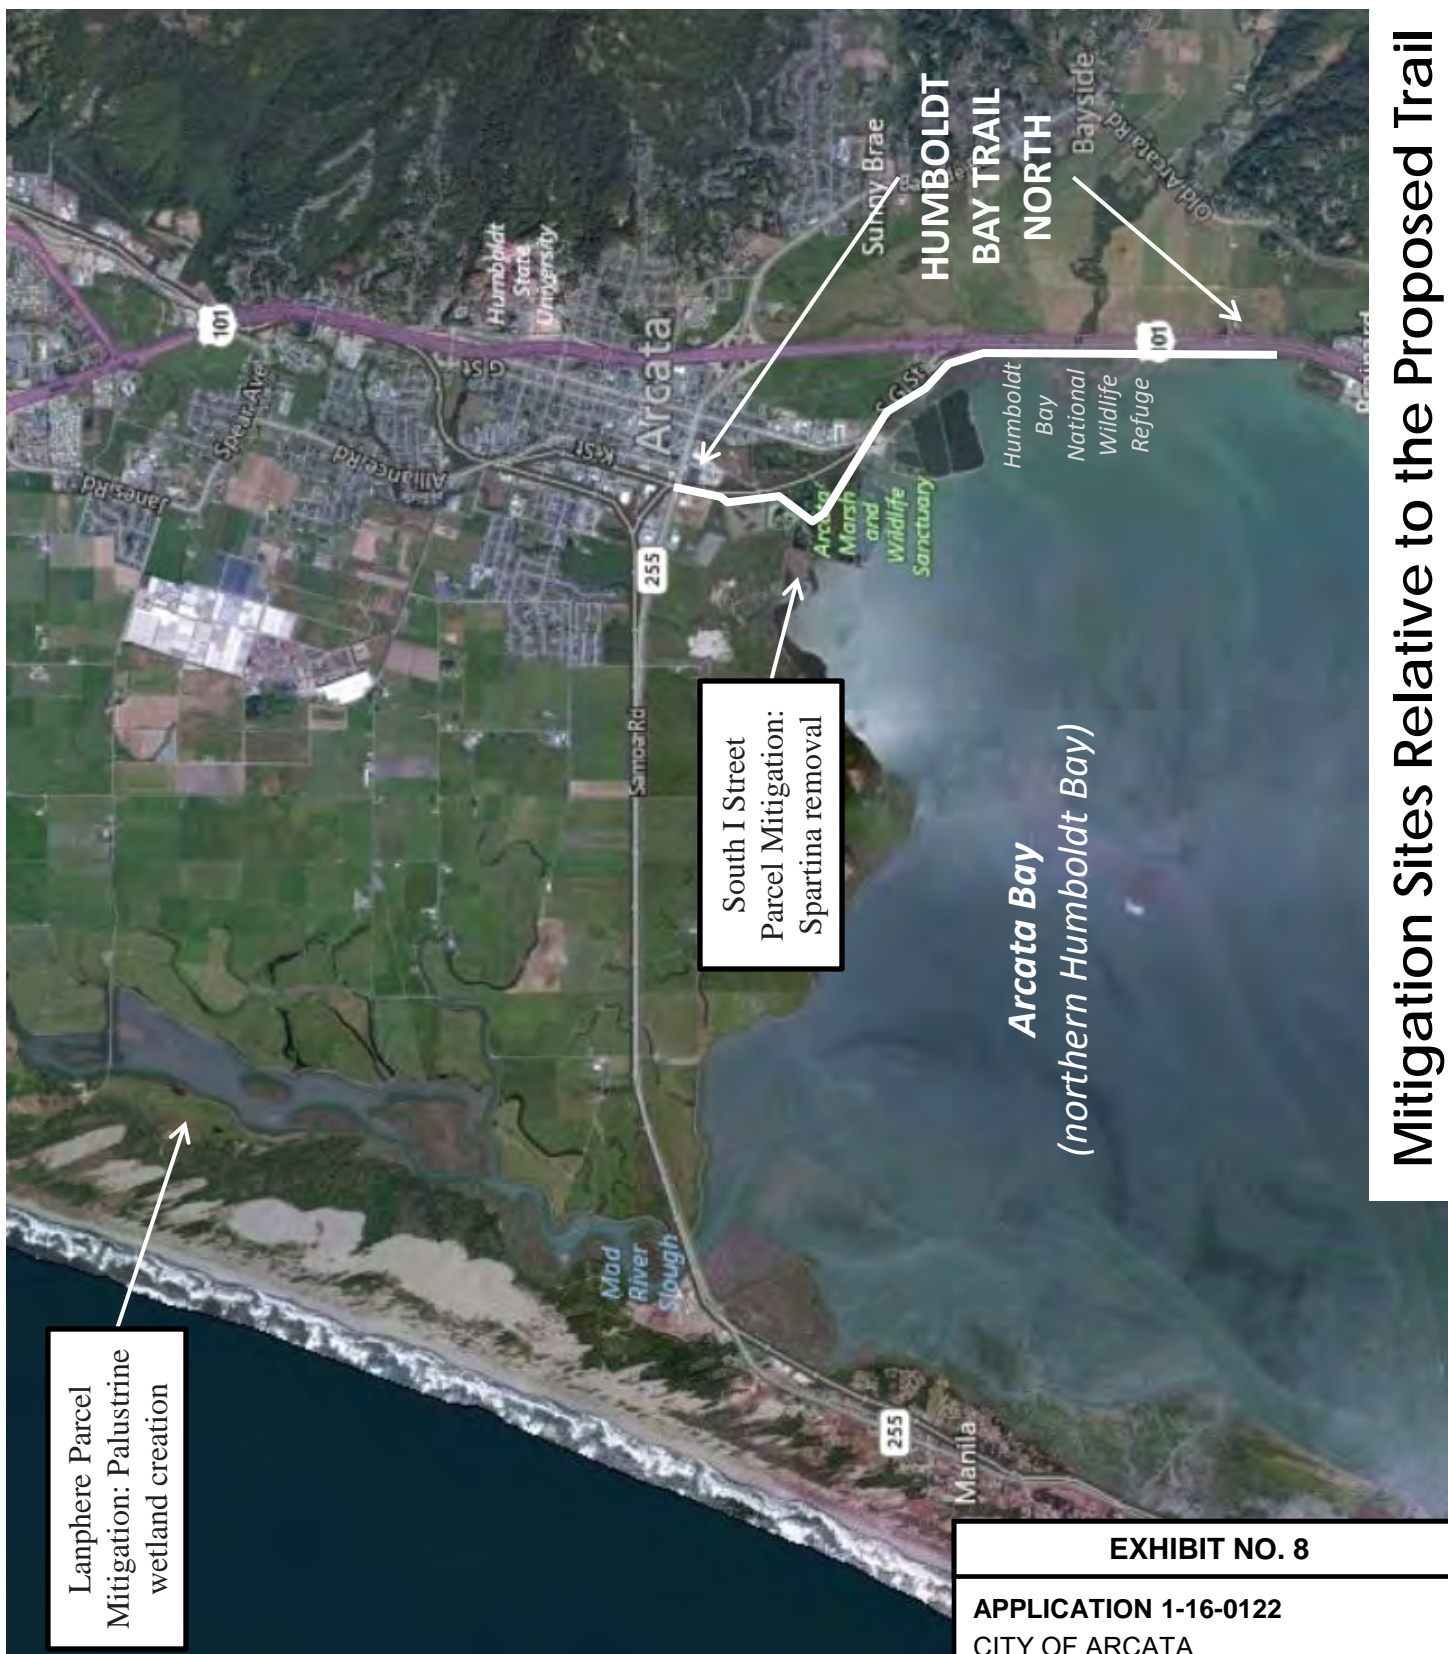 Mitigation Sites Relative to the Proposed Trail
Lanphere Parcel
Mitigation: Palustrine
wetland creation
South I Street
Parcel Mitigation:
Spartina removal
HUMBOLDT
BAY TRAIL
NORTH
Arcata Bay
(northern Humboldt Bay)
Humboldt
Bay
National
Wildlife
Refuge
Arcata
Marsh
and
Wildlife
Sanctuary
Mad
River
Slough
Humboldt
State
University
Arcata
Sunny Brae
Bayside
Old Arcata Rd
Manila
Samoa Rd
Janes Rd
Spear Ave
Alliance Rd
K St
G St
S G St
101
101
255
255
EXHIBIT NO. 8
APPLICATION 1-16-0122
CITY OF ARCATA